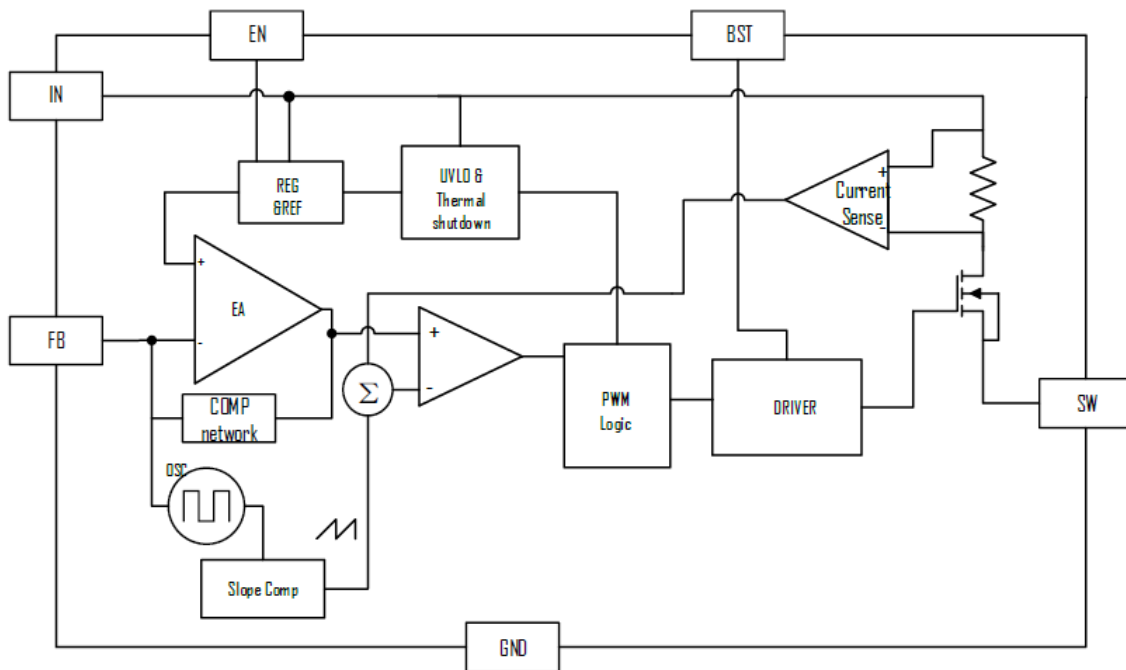 EN
BST
IN
REG
&REF
UVLO &
Thermal
shutdown
+
Current
Sense
-
+
EA
-
FB
+
-
Σ
COMP
network
PWM
Logic
DRIVER
SW
OSC
Slope Comp
GND